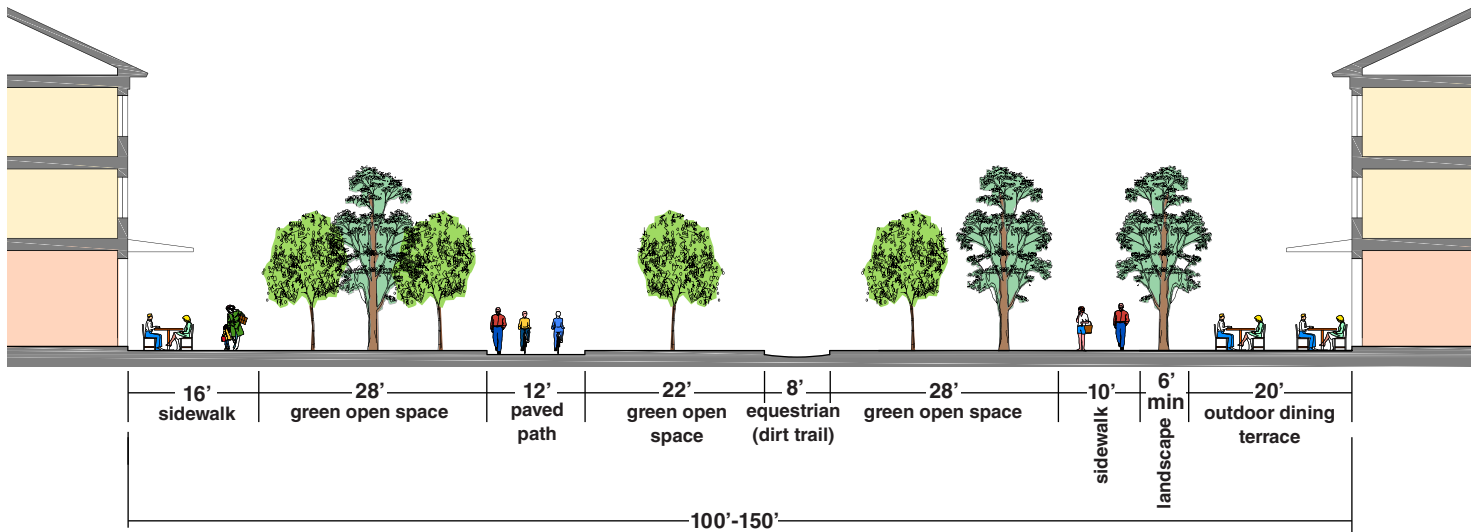 16’
sidewalk
28’
green open space
12’
paved
path
22’
green open
space
8’
equestrian
(dirt trail)
28’
green open space
10’
sidewalk
6’
min
landscape
20’
outdoor dining
terrace
100’-150’